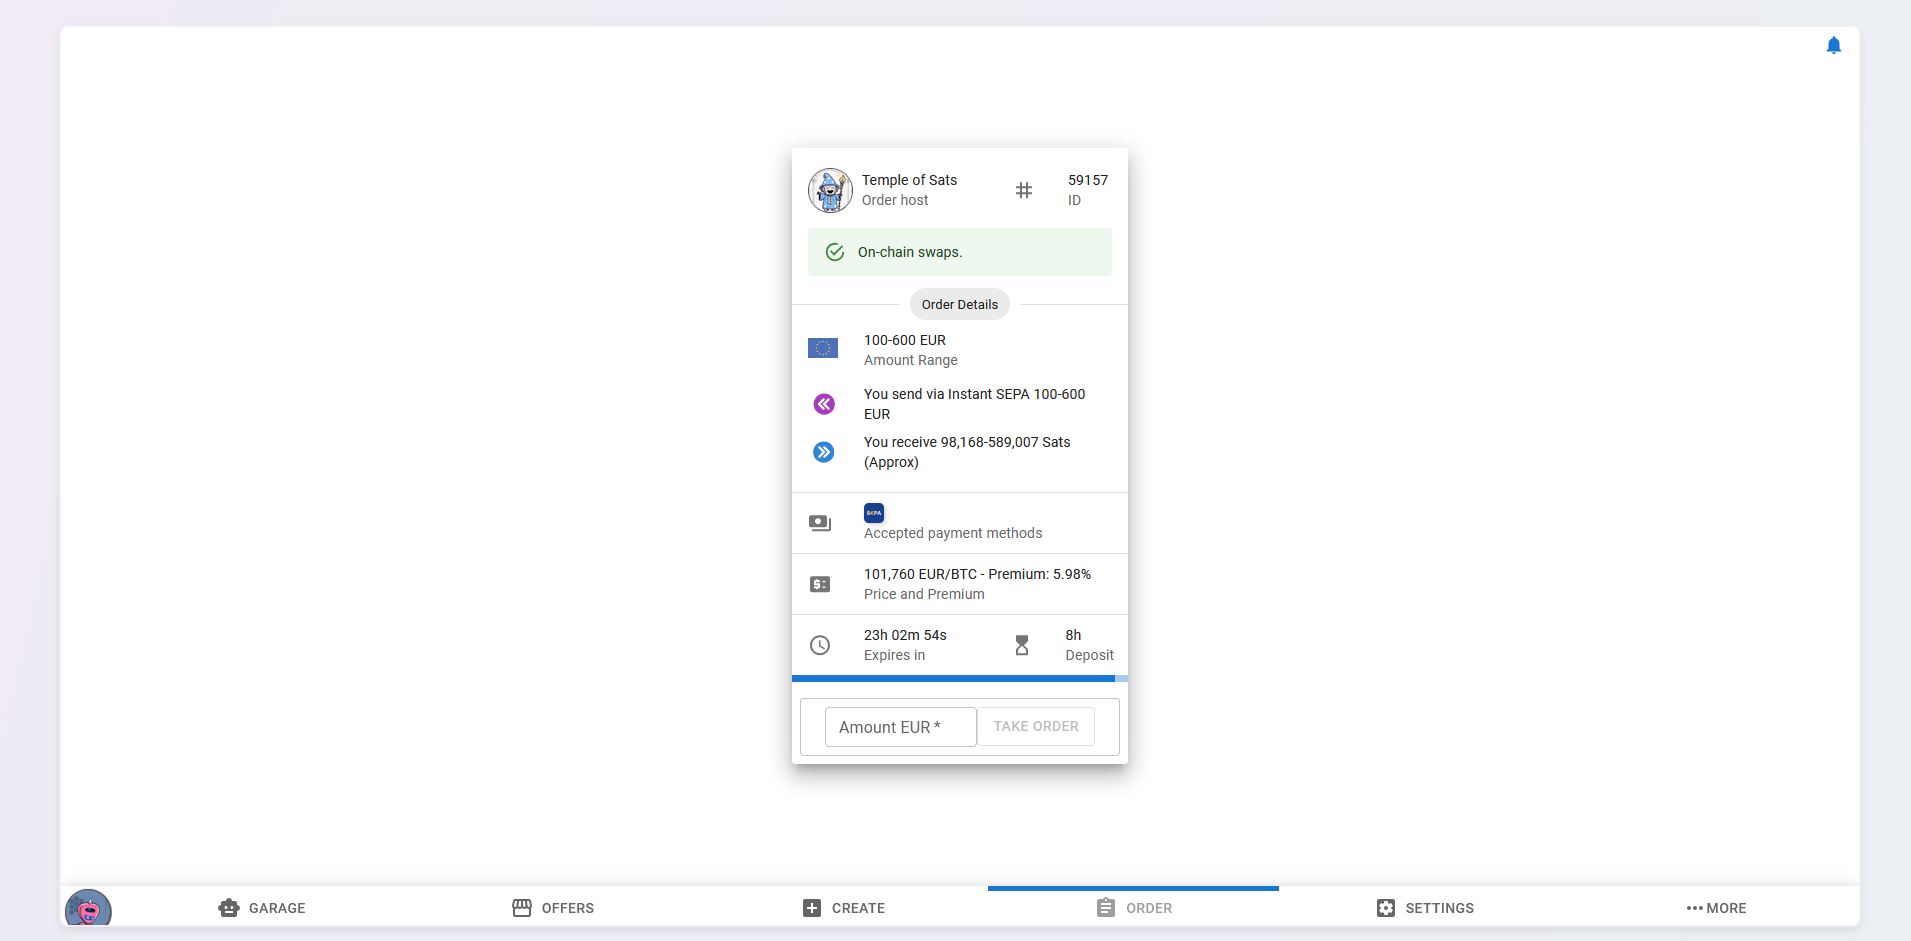 Temple of Sats
Order host
59157
ID
On-chain swaps.
Order Details
100-600 EUR
Amount Range
You send via Instant SEPA 100-600
EUR
You receive 98,168-589,007 Sats
(Approx)
S€PA
Accepted payment methods
101,760 EUR/BTC - Premium: 5.98%
Price and Premium
23h 02m 54s
Expires in
8h
Deposit
Amount EUR *
TAKE ORDER
GARAGE
OFFERS
CREATE
ORDER
SETTINGS
MORE